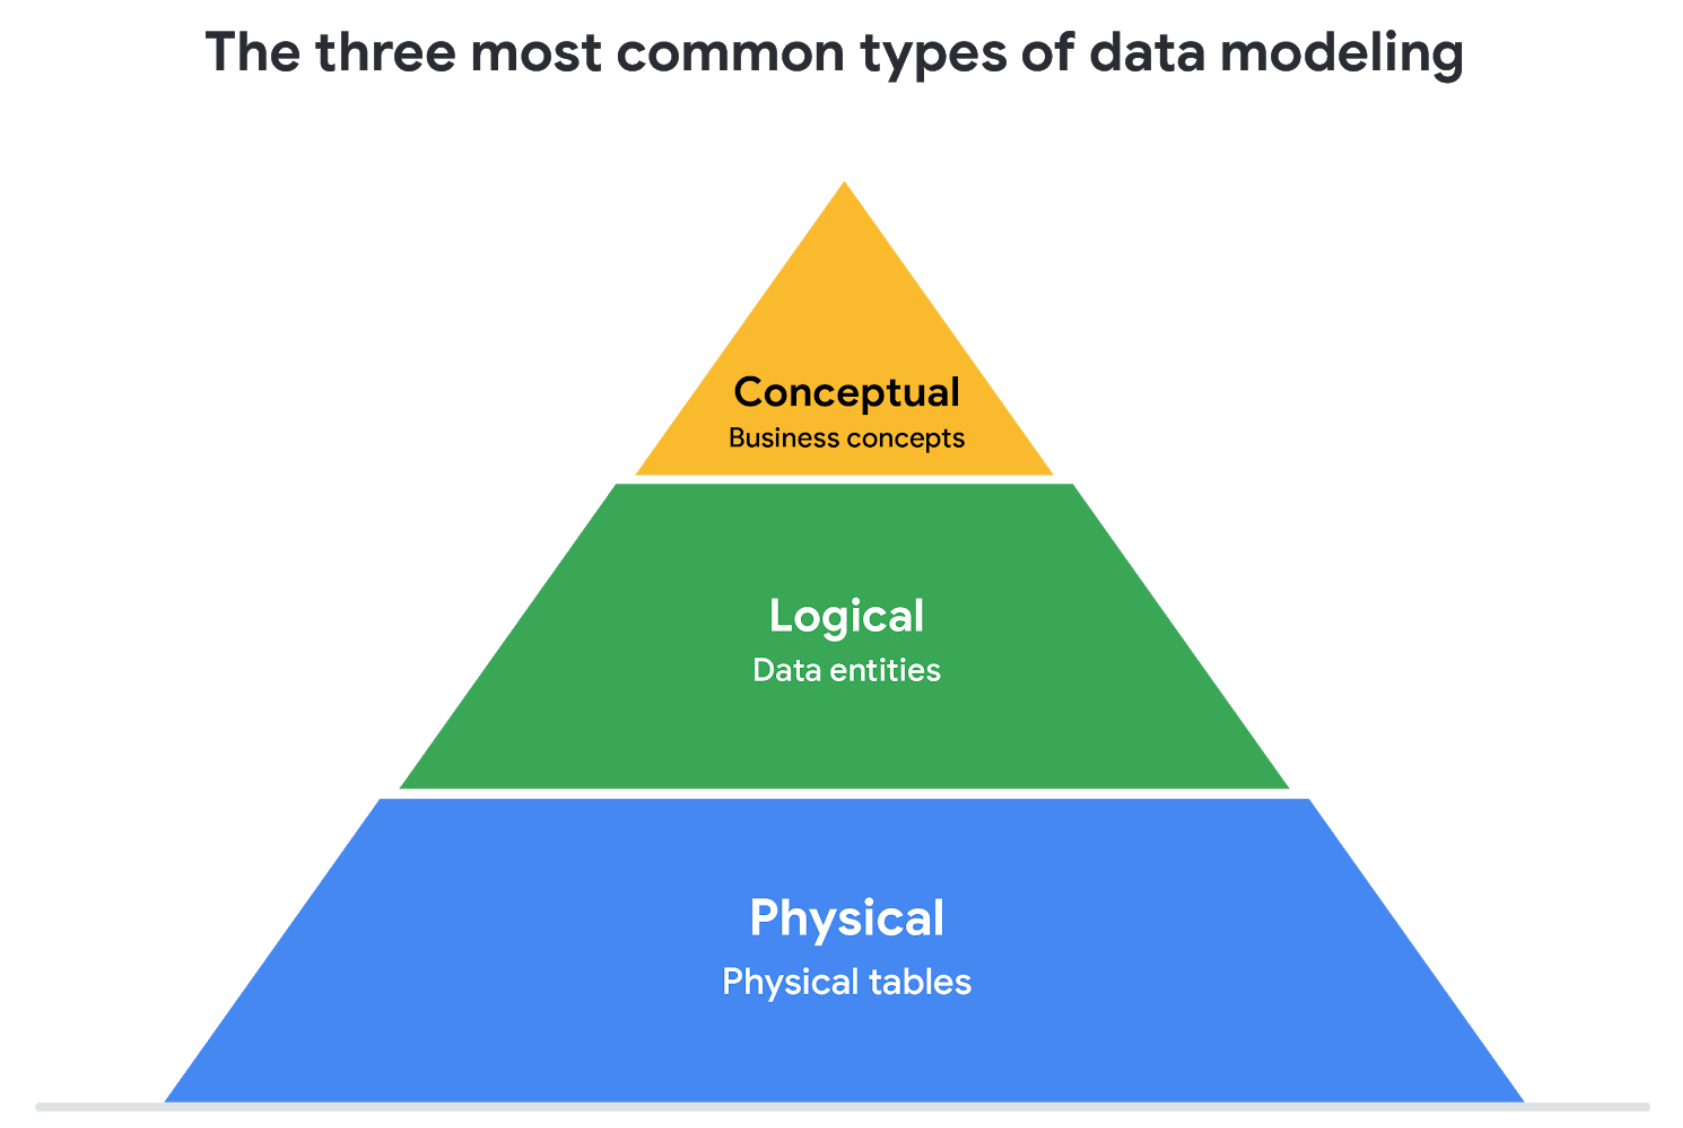 The three most common types of data modeling
Conceptual
Business concepts
Logical
Data entities
Physical
Physical tables